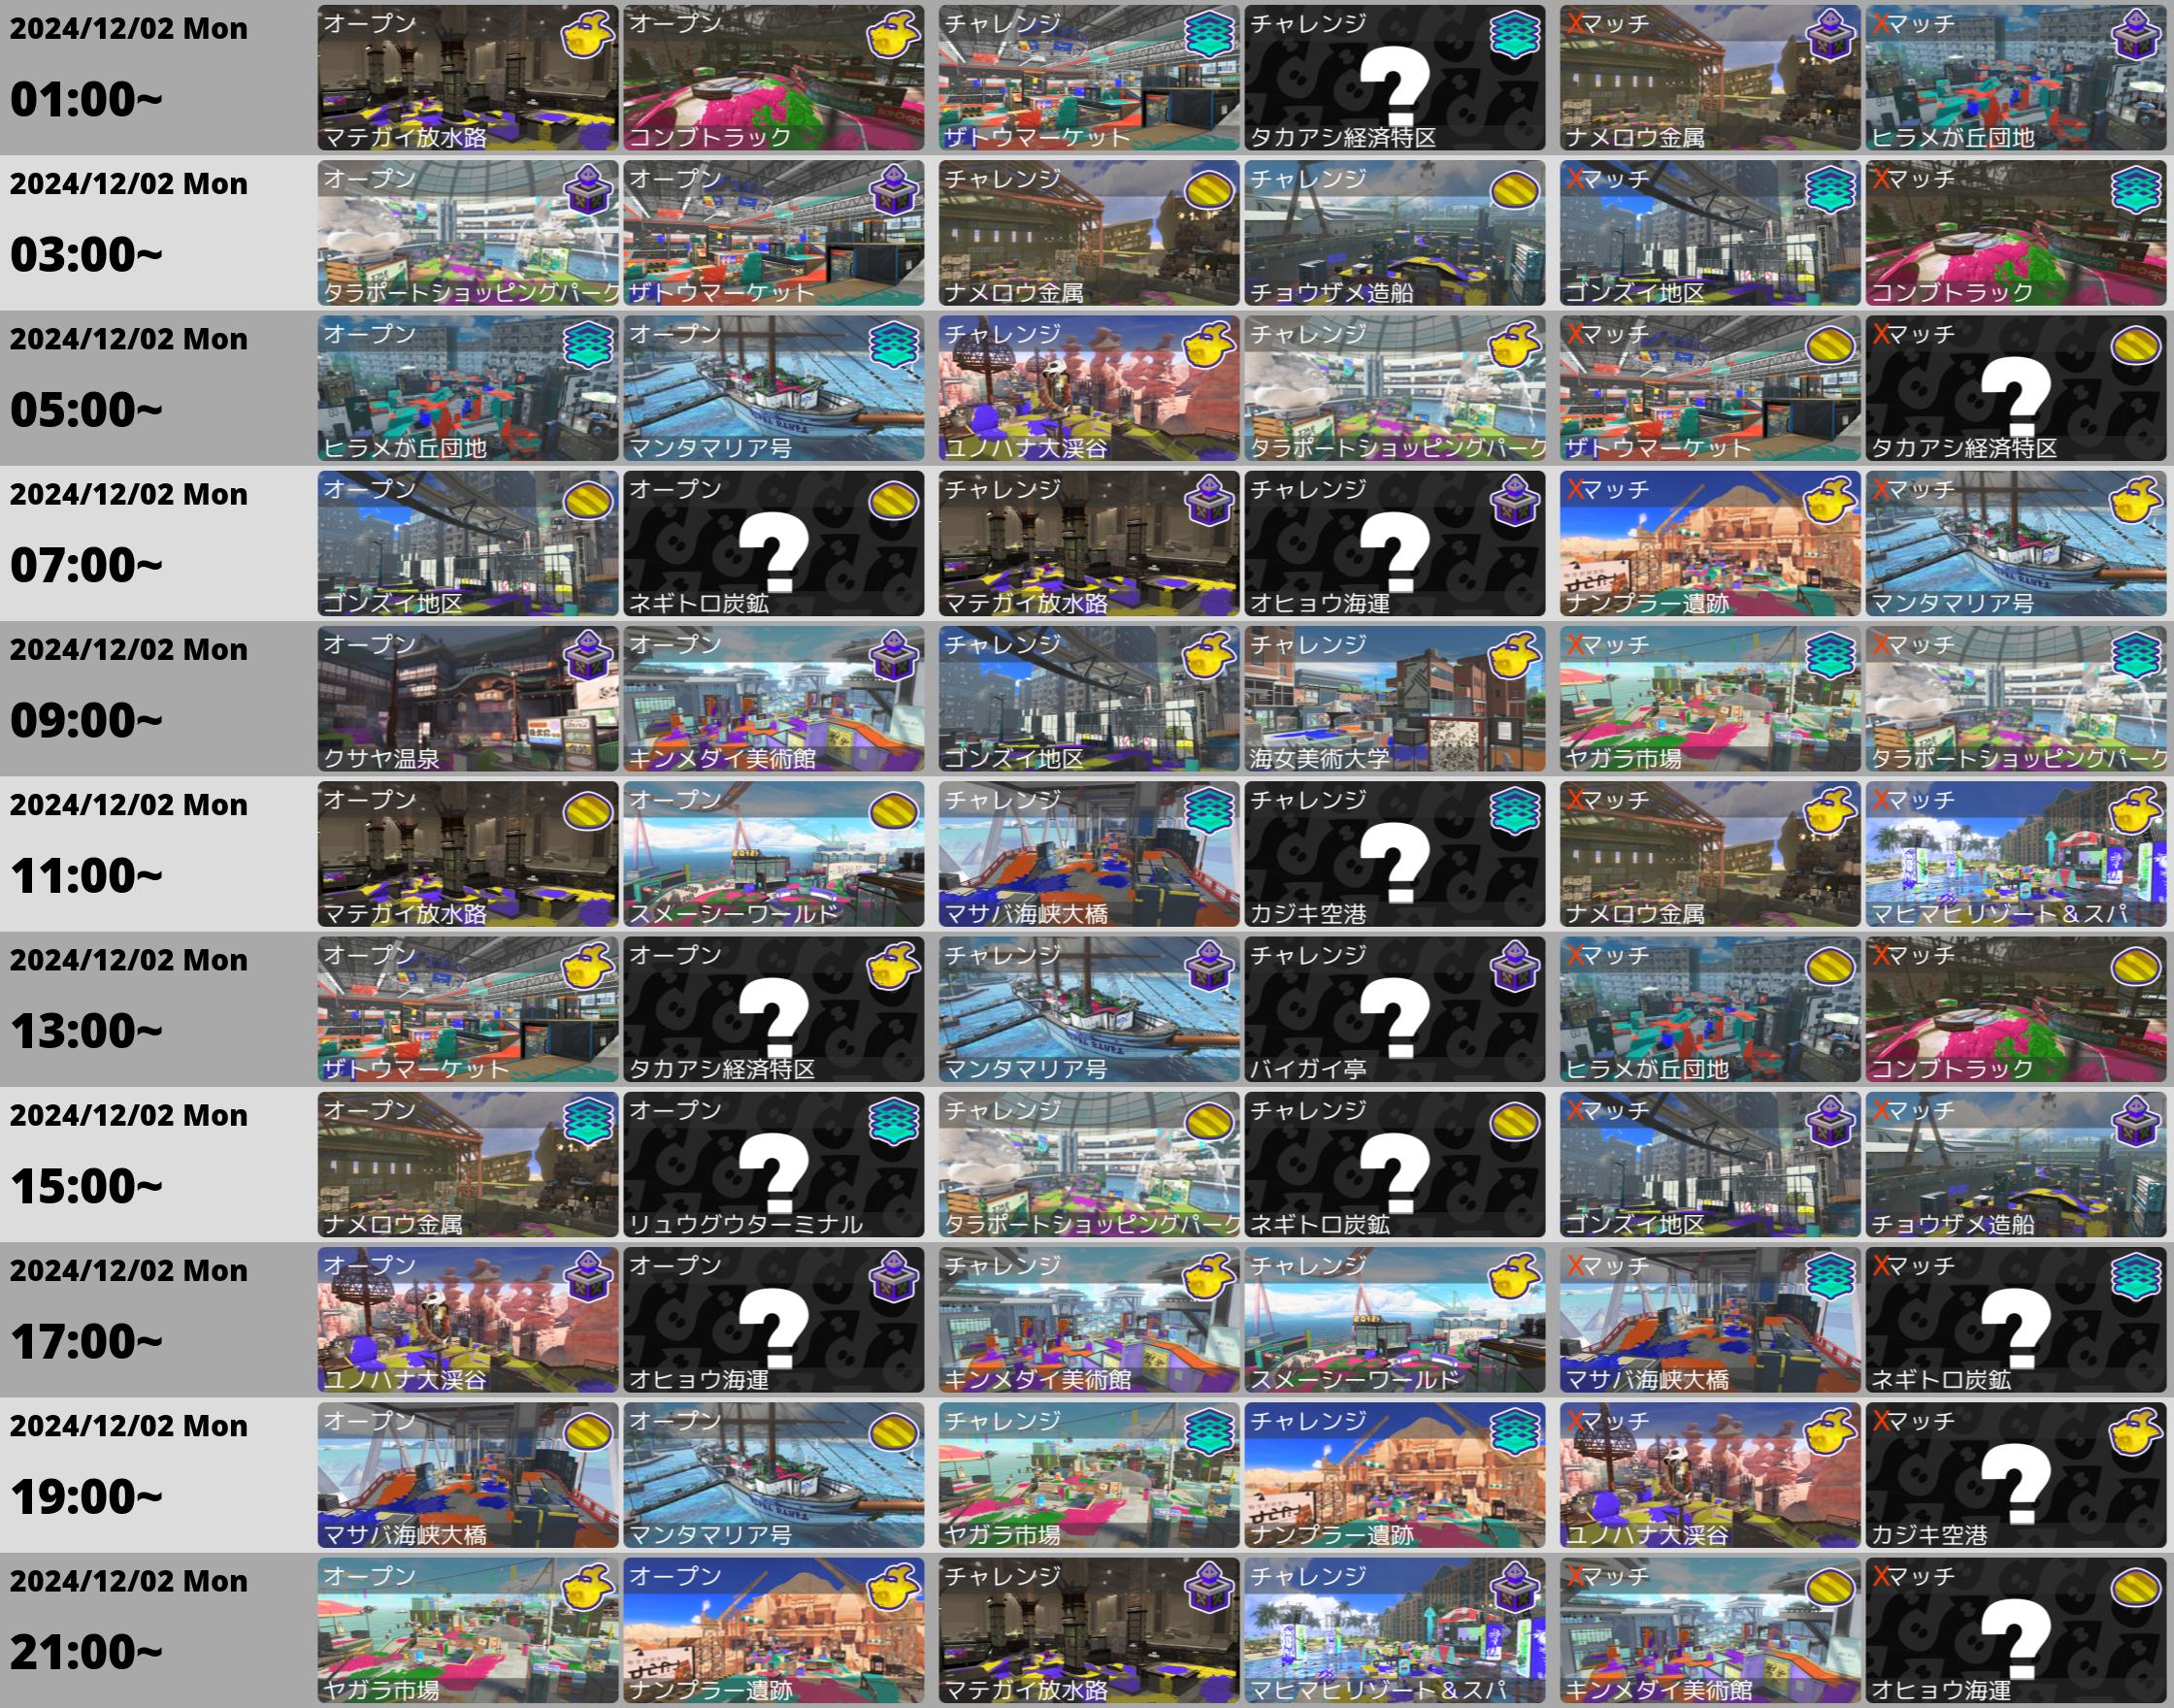 2024/12/02 Mon
01:00~
オープン
マテガイ放水路
オープン
コンブトラック
チャレンジ
ザトウマーケット
チャレンジ
タカアシ経済特区
Xマッチ
ナメロウ金属
Xマッチ
ヒラメが丘団地
2024/12/02 Mon
03:00~
オープン
タラポートショッピングパーク
オープン
ザトウマーケット
チャレンジ
ナメロウ金属
チャレンジ
チョウザメ造船
Xマッチ
ゴンズイ地区
Xマッチ
コンブトラック
2024/12/02 Mon
05:00~
オープン
ヒラメが丘団地
オープン
マンタマリア号
チャレンジ
ユノハナ大渓谷
チャレンジ
タラポートショッピングパーク
Xマッチ
ザトウマーケット
Xマッチ
タカアシ経済特区
2024/12/02 Mon
07:00~
オープン
ゴンズイ地区
オープン
ネギトロ炭鉱
チャレンジ
マテガイ放水路
チャレンジ
オヒョウ海運
Xマッチ
ナンプラー遺跡
Xマッチ
マンタマリア号
2024/12/02 Mon
09:00~
オープン
クサヤ温泉
オープン
キンメダイ美術館
チャレンジ
ゴンズイ地区
チャレンジ
海女美術大学
Xマッチ
ヤガラ市場
Xマッチ
タラポートショッピングパーク
2024/12/02 Mon
11:00~
オープン
マテガイ放水路
オープン
スメーシーワールド
チャレンジ
マサバ海峡大橋
チャレンジ
カジキ空港
Xマッチ
ナメロウ金属
Xマッチ
マヒマヒリゾート＆スパ
2024/12/02 Mon
13:00~
オープン
ザトウマーケット
オープン
タカアシ経済特区
チャレンジ
マンタマリア号
チャレンジ
バイガイ亭
Xマッチ
ヒラメが丘団地
Xマッチ
コンブトラック
2024/12/02 Mon
15:00~
オープン
ナメロウ金属
オープン
リュウグウターミナル
チャレンジ
タラポートショッピングパーク
チャレンジ
ネギトロ炭鉱
Xマッチ
ゴンズイ地区
Xマッチ
チョウザメ造船
2024/12/02 Mon
17:00~
オープン
ユノハナ大渓谷
オープン
オヒョウ海運
チャレンジ
キンメダイ美術館
チャレンジ
スメーシーワールド
Xマッチ
マサバ海峡大橋
Xマッチ
ネギトロ炭鉱
2024/12/02 Mon
19:00~
オープン
マサバ海峡大橋
オープン
マンタマリア号
チャレンジ
ヤガラ市場
チャレンジ
ナンプラー遺跡
Xマッチ
ユノハナ大渓谷
Xマッチ
カジキ空港
2024/12/02 Mon
21:00~
オープン
ヤガラ市場
オープン
ナンプラー遺跡
チャレンジ
マテガイ放水路
チャレンジ
マヒマヒリゾート＆スパ
Xマッチ
キンメダイ美術館
Xマッチ
オヒョウ海運